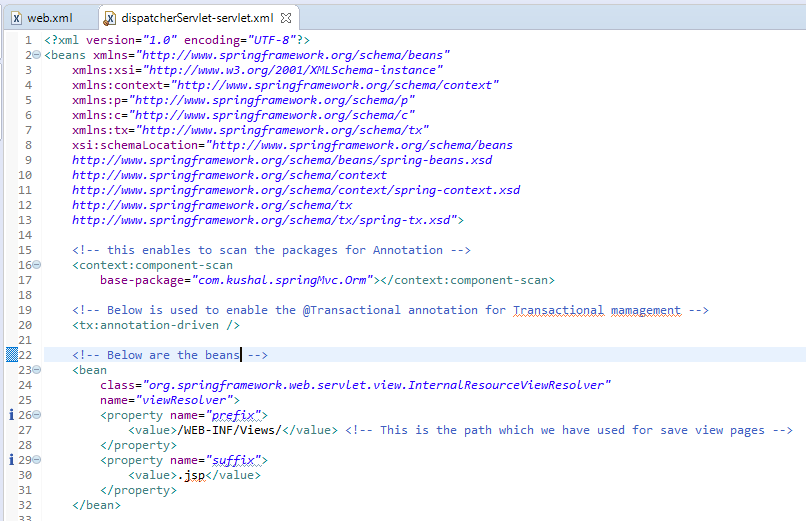 web.xml dispatcherServlet-servlet.xml
1 <?xml version="1.0" encoding="UTF-8"?>
2 <beans xmlns="http://www.springframework.org/schema/beans"
3 xmlns:xsi="http://www.w3.org/2001/XMLSchema-instance"
4 xmlns:context="http://www.springframework.org/schema/context"
5 xmlns:p="http://www.springframework.org/schema/p"
6 xmlns:c="http://www.springframework.org/schema/c"
7 xmlns:tx="http://www.springframework.org/schema/tx"
8 xsi:schemaLocation="http://www.springframework.org/schema/beans
9 http://www.springframework.org/schema/beans/spring-beans.xsd
10 http://www.springframework.org/schema/context
11 http://www.springframework.org/schema/context/spring-context.xsd
12 http://www.springframework.org/schema/tx
13 http://www.springframework.org/schema/tx/spring-tx.xsd">
14
15 <!-- this enables to scan the packages for Annotation -->
16 <context:component-scan
17 base-package="com.kushal.springMvc.Orm"></context:component-scan>
18
19 <!-- Below is used to enable the @Transactional annotation for Transactional mamagement -->
20 <tx:annotation-driven />
21
22 <!-- Below are the beans -->
23 <bean
24 class="org.springframework.web.servlet.view.InternalResourceViewResolver"
25 name="viewResolver">
26 <property name="prefix">
27 <value>/WEB-INF/Views/</value> <!-- This is the path which we have used for save view pages -->
28 </property>
29 <property name="suffix">
30 <value>.jsp</value>
31 </property>
32 </bean>
33